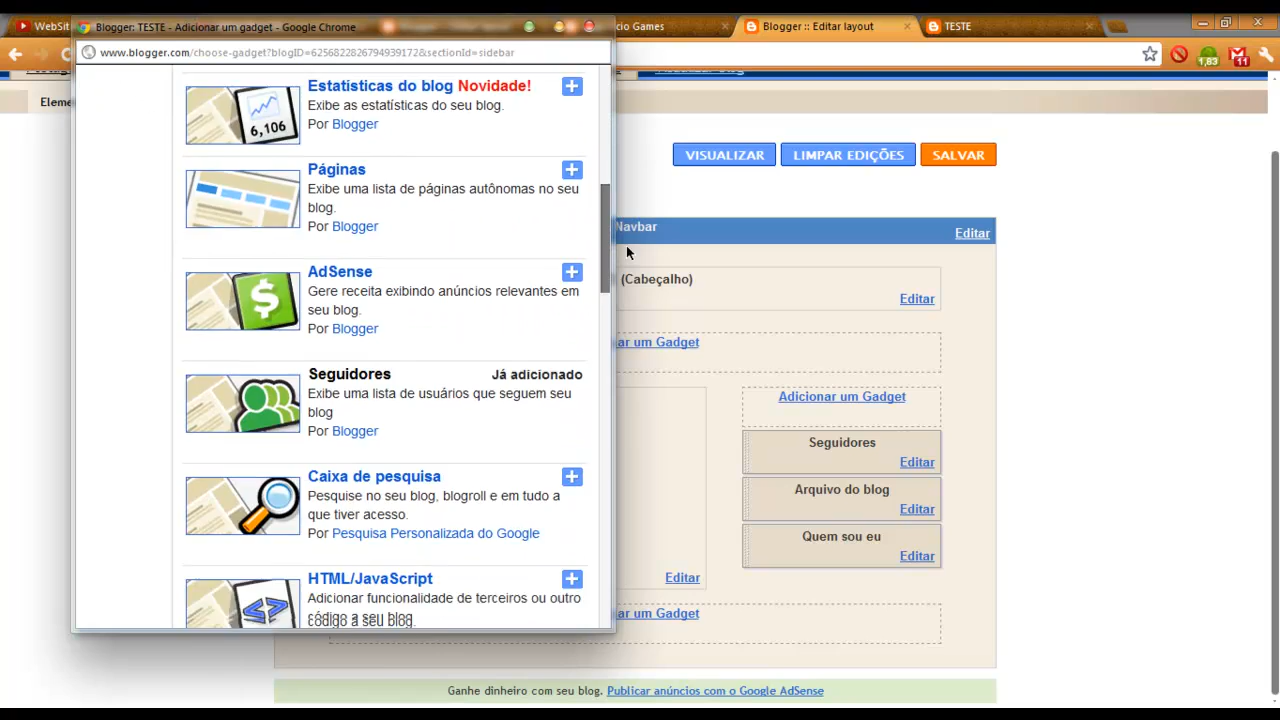 WebSit
Blogger: TESTE - Adicionar um gadget - Google Chrome
cio Games
Blogger :: Editar layout
TESTE
www.blogger.com/choose-gadget?blogID=6256822826794939172&sectionId=sidebar
1,83
11
Eleme
Estatísticas do blog Novidade!
Exibe as estatísticas do seu blog.
6,106
Por Blogger
Páginas
Exibe uma lista de páginas autônomas no seu
blog.
Por Blogger
AdSense
Gere receita exibindo anúncios relevantes em
seu blog.
Por Blogger
Seguidores
Já adicionado
Exibe uma lista de usuários que seguem seu
blog
Por Blogger
Caixa de pesquisa
Pesquise no seu blog, blogroll e em tudo a
que tiver acesso.
Por Pesquisa Personalizada do Google
HTML/JavaScript
Adicionar funcionalidade de terceiros ou outro
código a seu blog.
VISUALIZAR
LIMPAR EDIÇÕES
SALVAR
Navbar
Editar
(Cabeçalho)
Editar
ar um Gadget
Adicionar um Gadget
Seguidores
Editar
Arquivo do blog
Editar
Quem sou eu
Editar
Editar
ar um Gadget
Ganhe dinheiro com seu blog. Publicar anúncios com o Google AdSense